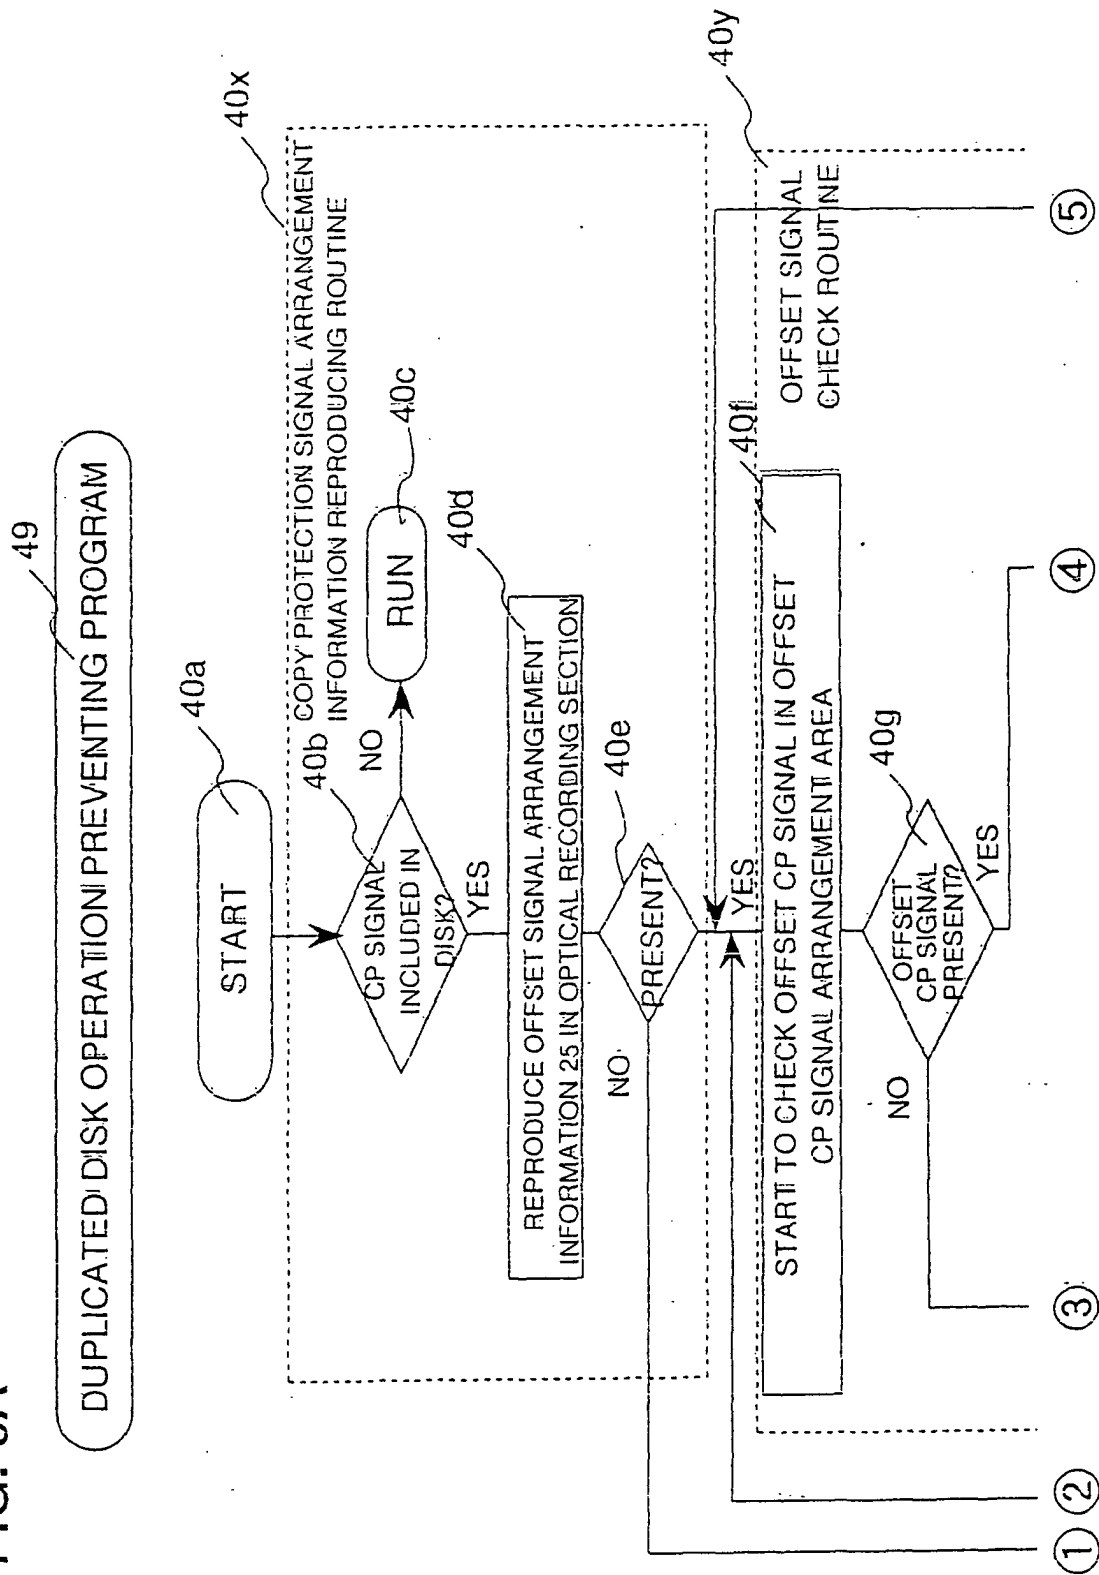 49
DUPLICATED DISK OPERATION PREVENTING PROGRAM
40a
START
40x
COPY PROTECTION SIGNAL ARRANGEMENT
INFORMATION REPRODUCING ROUTINE
40b
CP SIGNAL
INCLUDED IN
DISK?
NO
RUN
40c
YES
40d
REPRODUCE OFFSET SIGNAL ARRANGEMENT
INFORMATION 25 IN OPTICAL RECORDING SECTION
40e
PRESENT?
NO
YES
40y
OFFSET SIGNAL
CHECK ROUTINE
40f
START TO CHECK OFFSET CP SIGNAL IN OFFSET
CP SIGNAL ARRANGEMENT AREA
40g
OFFSET
CP SIGNAL
PRESENT?
NO
YES
①
②
③
④
⑤